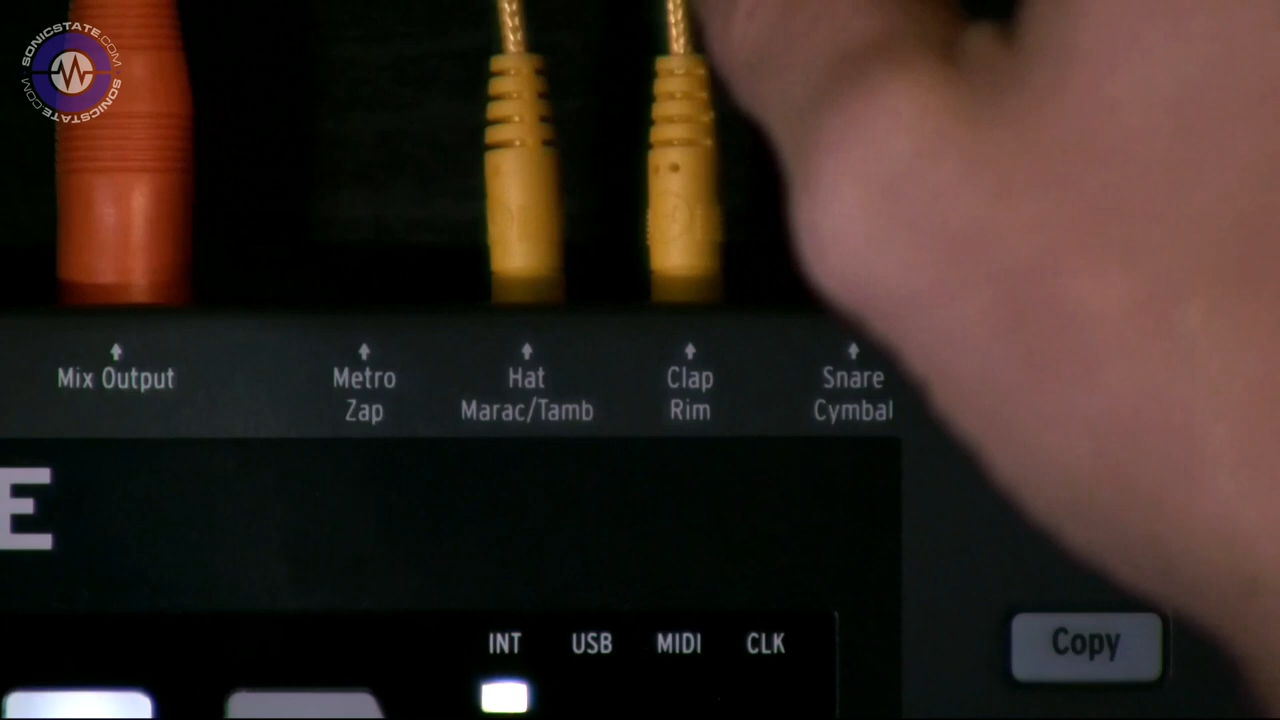 SONICSTATE.COM
SONICSTATE.COM
Mix Output
Metro
Zap
Hat
Marac/Tamb
Clap
Rim
Snare
Cymbal
E
INT USB MIDI CLK
Copy